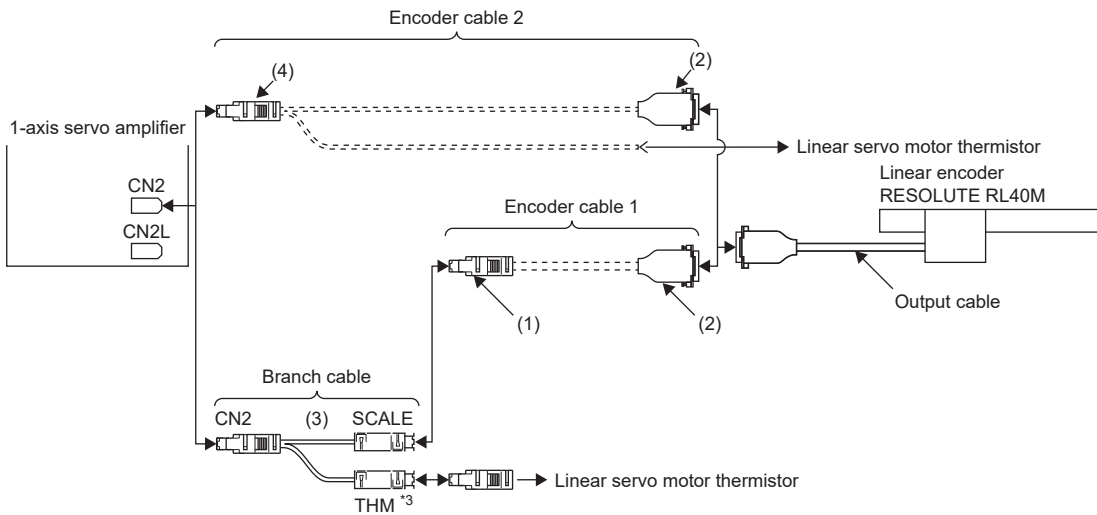 Encoder cable 2
(4)
(2)
1-axis servo amplifier
Linear servo motor thermistor
Linear encoder
RESOLUTE RL40M
CN2
Encoder cable 1
CN2L
Output cable
(1)
(2)
Branch cable
CN2
(3)
SCALE
Linear servo motor thermistor
THM *3